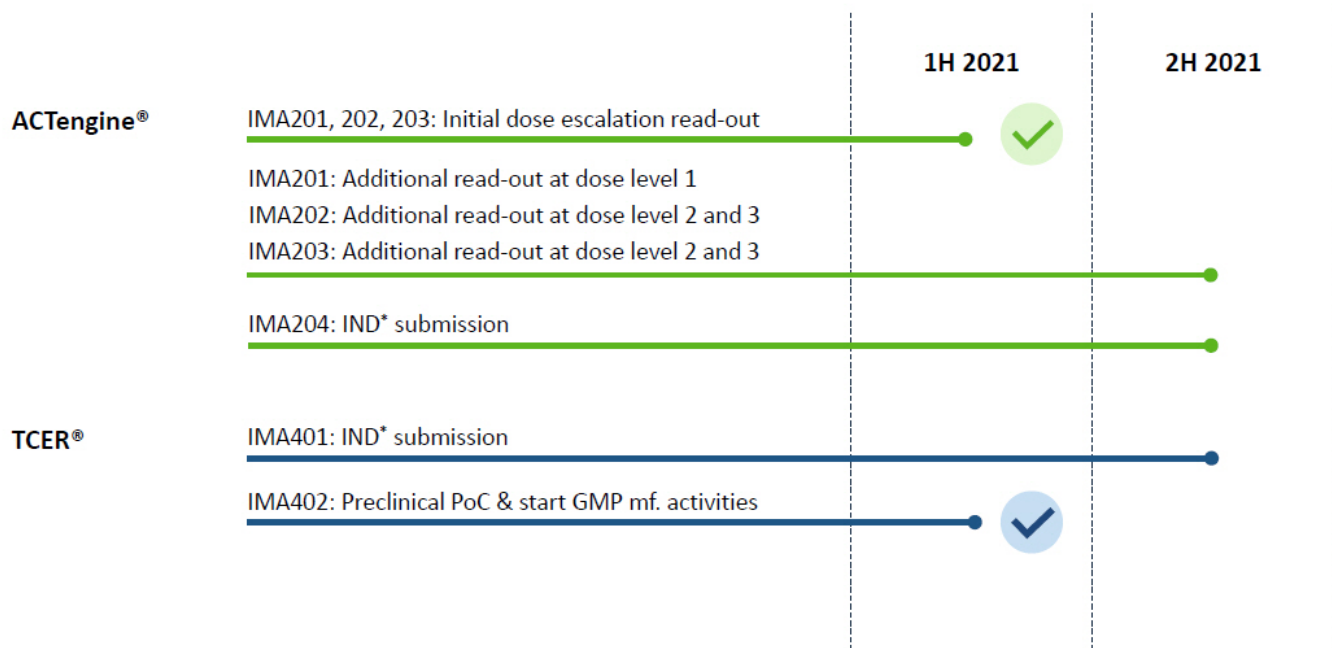 1H 2021
2H 2021
ACTengine®
IMA201, 202, 203: Initial dose escalation read-out
IMA201: Additional read-out at dose level 1
IMA202: Additional read-out at dose level 2 and 3
IMA203: Additional read-out at dose level 2 and 3
IMA204: IND* submission
TCER®
IMA401: IND* submission
IMA402: Preclinical PoC & start GMP mf. activities